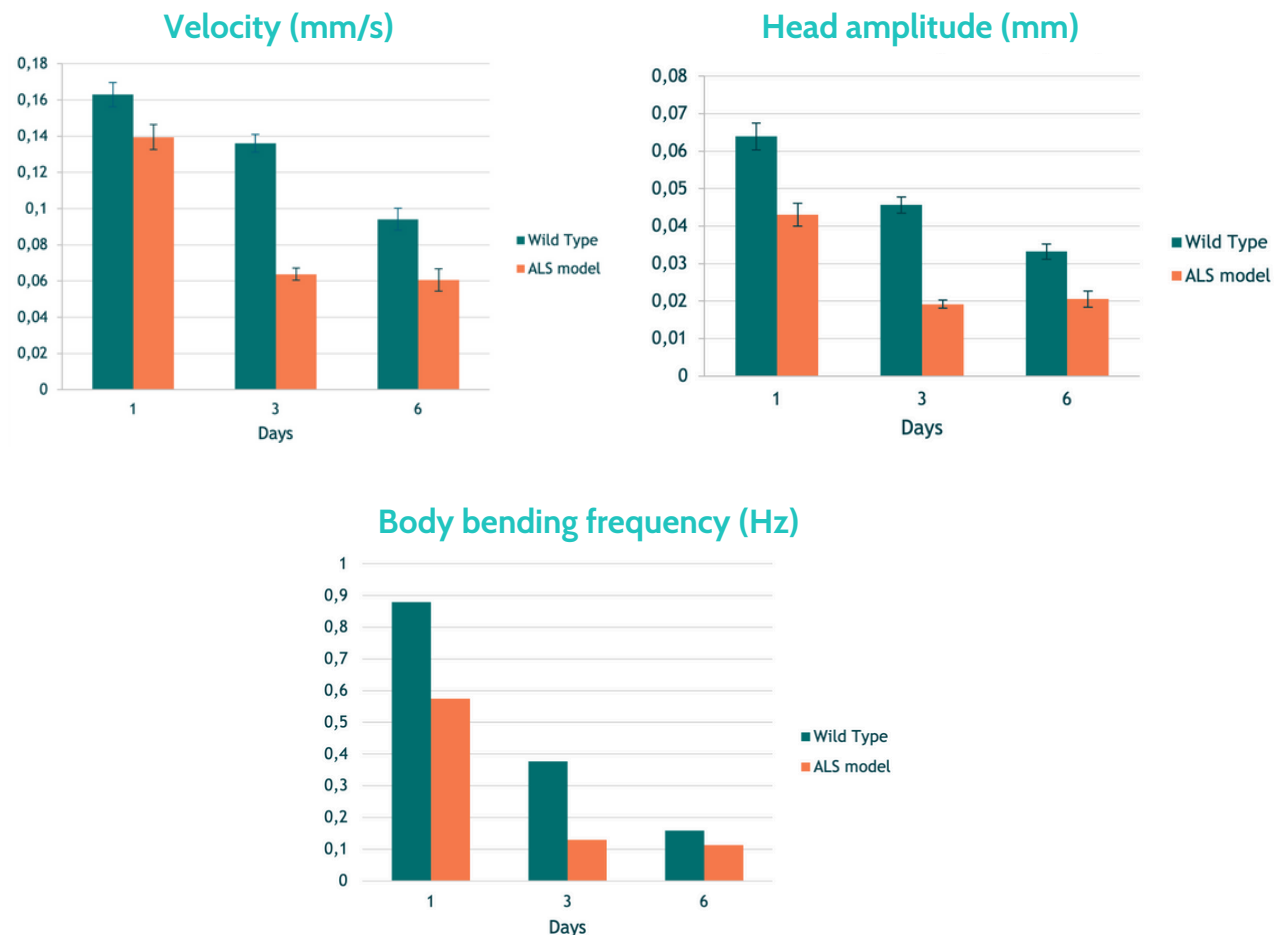 Velocity (mm/s)
0,18
0,16
0,14
0,12
0,1
0,08
0,06
0,04
0,02
0
1 3 6
Days
Wild Type
ALS model
Head amplitude (mm)
0,08
0,07
0,06
0,05
0,04
0,03
0,02
0,01
0
1 3 6
Days
Wild Type
ALS model
Body bending frequency (Hz)
1
0,9
0,8
0,7
0,6
0,5
0,4
0,3
0,2
0,1
0
1 3 6
Days
Wild Type
ALS model